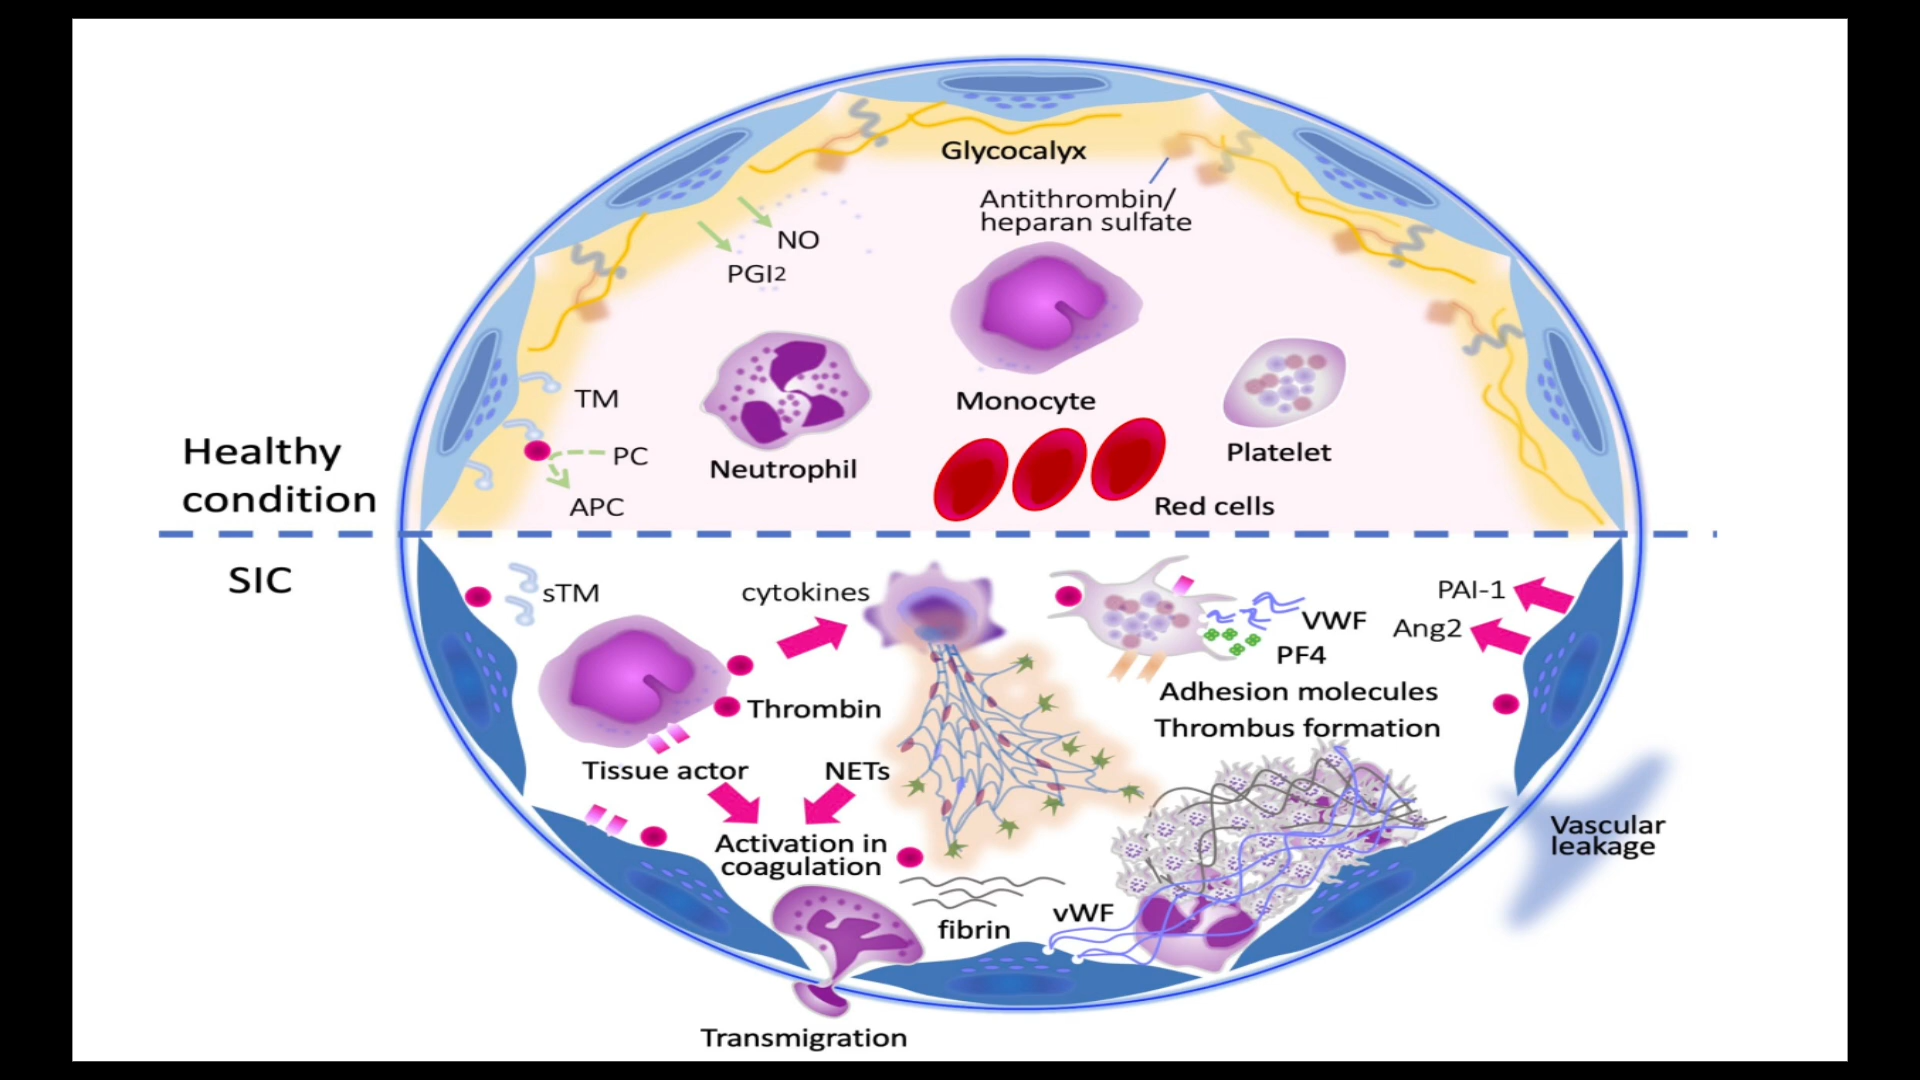 Glycocalyx
Antithrombin/
heparan sulfate
NO
PGI2
TM
PC
APC
Neutrophil
Monocyte
Platelet
Red cells
Healthy
condition
SIC
sTM
cytokines
Thrombin
Tissue actor
NETs
Activation in
coagulation
VWF
PF4
Adhesion molecules
Thrombus formation
PAI-1
Ang2
Vascular
leakage
fibrin
vWF
Transmigration